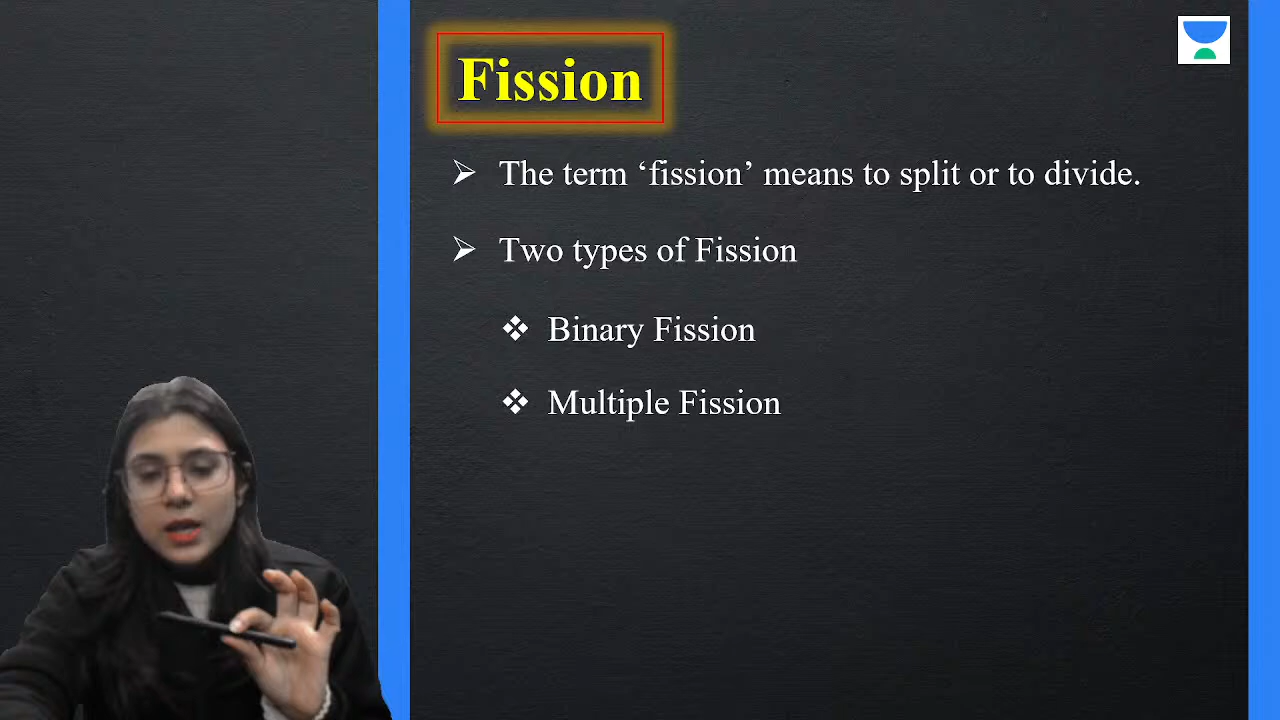 Fission
➢ The term ‘fission’ means to split or to divide.
➢ Two types of Fission
❖ Binary Fission
❖ Multiple Fission